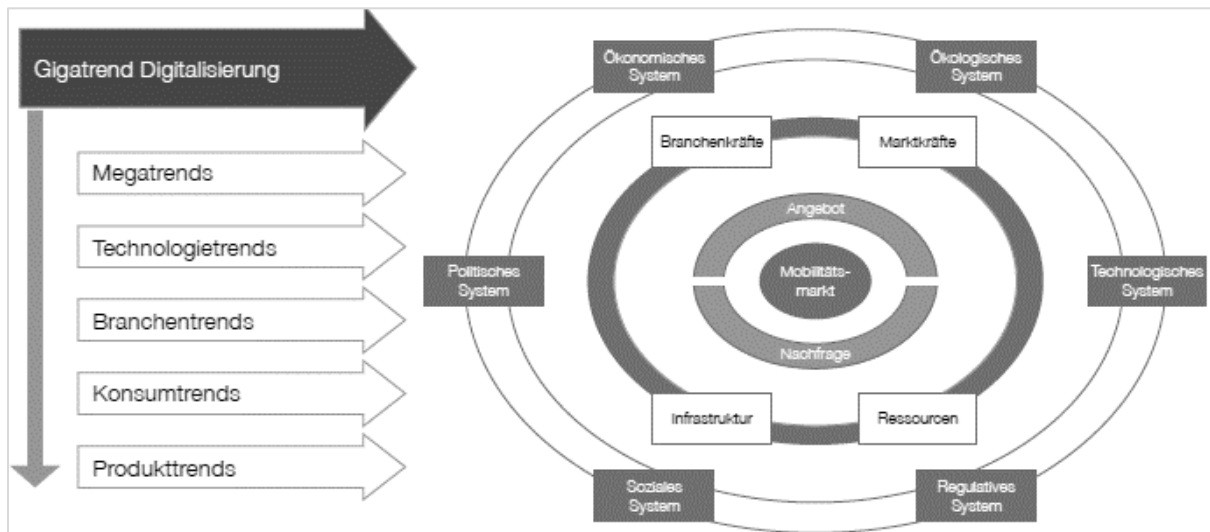 Gigatrend Digitalisierung
Megatrends
Technologietrends
Branchentrends
Konsumtrends
Produkttrends
Ökonomisches
System
Ökologisches
System
Branchenkräfte
Marktkräfte
Angebot
Politisches
System
Mobilitäts-
markt
Technologisches
System
Nachfrage
Infrastruktur
Ressourcen
Soziales
System
Regulatives
System